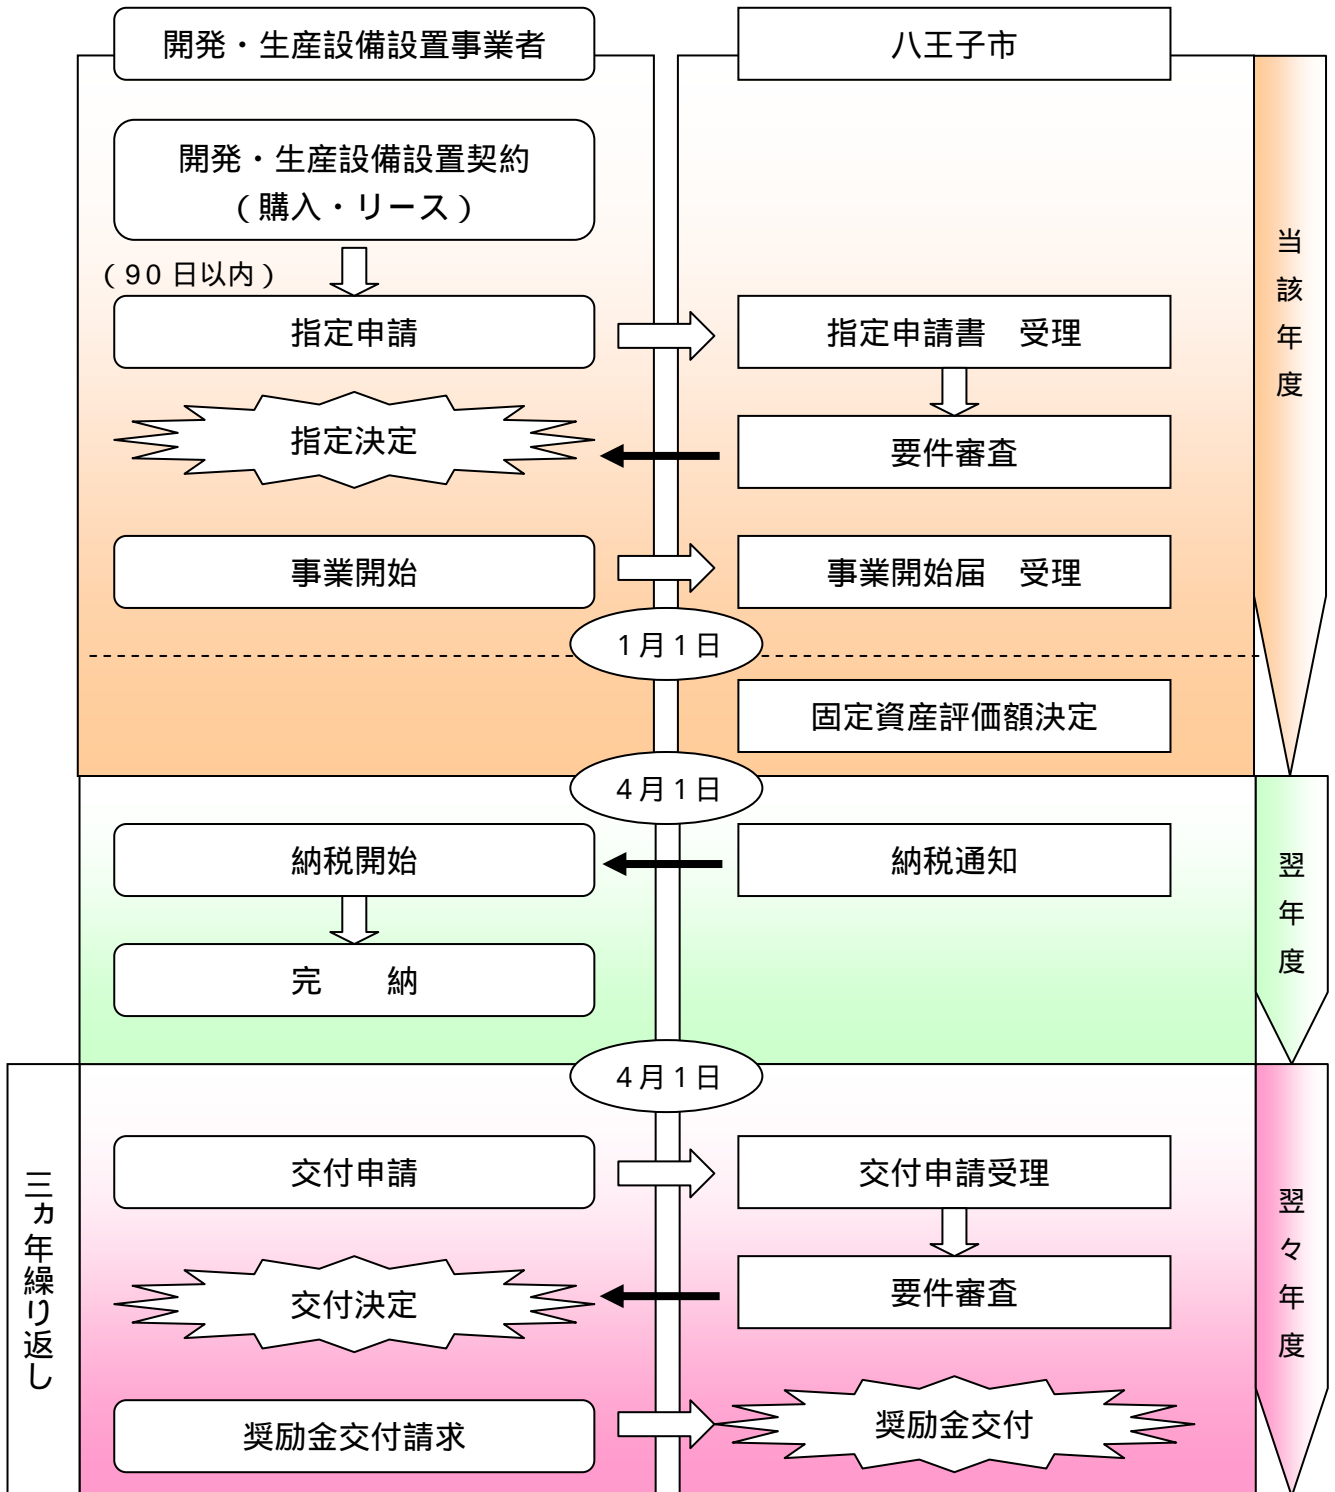 開発・生産設備設置事業者
八王子市
開発・生産設備設置契約
（購入・リース）
（90日以内）
指定申請
指定申請書　受理
指定決定
要件審査
事業開始
事業開始届　受理
1月1日
固定資産評価額決定
当該年度
4月1日
納税開始
納税通知
完　　納
翌年度
4月1日
三ヵ年繰り返し
交付申請
交付申請受理
交付決定
要件審査
奨励金交付請求
奨励金交付
翌々年度